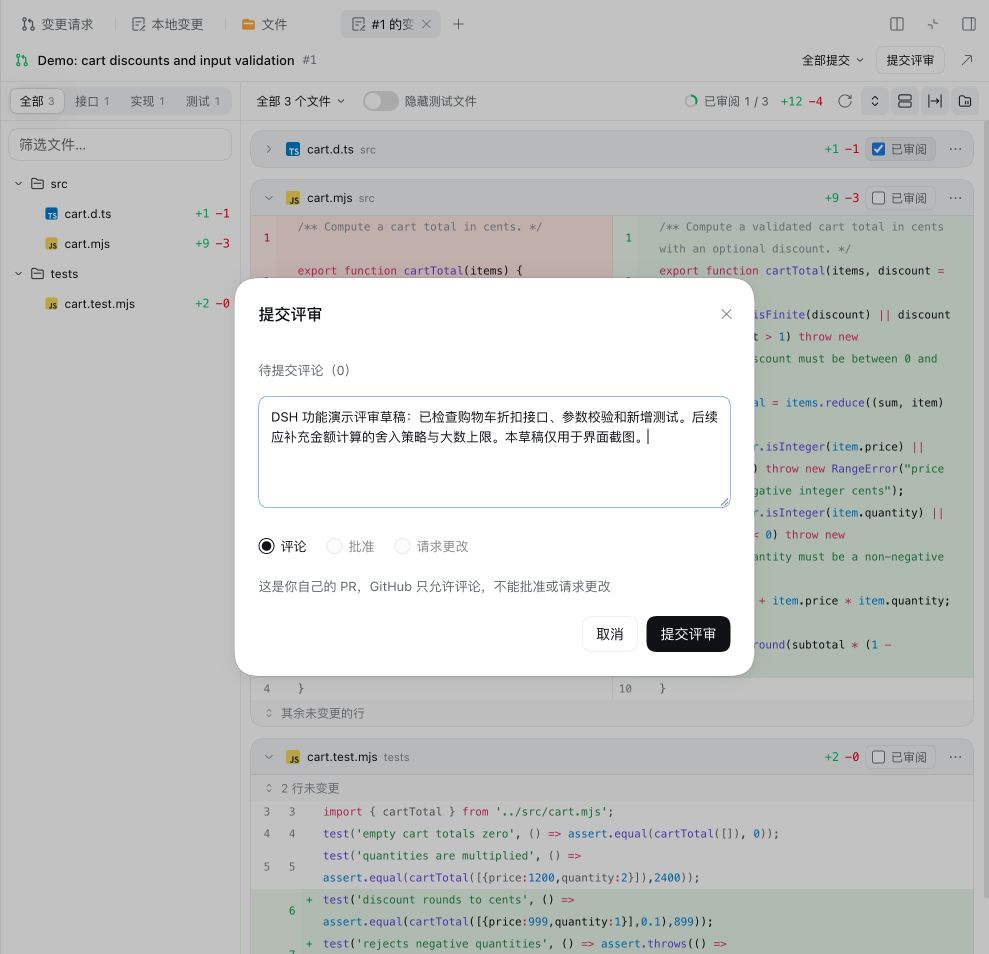 变更请求 本地变更 文件 #1 的变
Demo: cart discounts and input validation #1 全部提交 提交评审
全部 3 接口 1 实现 1 测试 1 全部 3 个文件 隐藏测试文件 已审阅 1 / 3 +12 −4
筛选文件...
src
TS cart.d.ts +1 −1
JS cart.mjs +9 −3
tests
JS cart.test.mjs +2 −0
TS cart.d.ts src +1 −1 已审阅
JS cart.mjs src +9 −3 已审阅
1 /** Compute a cart total in cents. */
export function cartTotal(items) {
1 /** Compute a validated cart total in cents
with an optional discount. */
export function cartTotal(items, discount =
isFinite(discount) || discount
t > 1) throw new
scount must be between 0 and
al = items.reduce((sum, item)
r.isInteger(item.price) ||
) throw new RangeError("price
gative integer cents");
r.isInteger(item.quantity) ||
< 0) throw new
antity must be a non-negative
+ item.price * item.quantity;
round(subtotal * (1 -
4 }
10 }
其余未变更的行
提交评审
待提交评论（0）
DSH 功能演示评审草稿：已检查购物车折扣接口、参数校验和新增测试。后续
应补充金额计算的舍入策略与大数上限。本草稿仅用于界面截图。
评论 批准 请求更改
这是你自己的 PR，GitHub 只允许评论，不能批准或请求更改
取消 提交评审
JS cart.test.mjs tests +2 −0 已审阅
2 行未变更
3 3 import { cartTotal } from '../src/cart.mjs';
4 4 test('empty cart totals zero', () => assert.equal(cartTotal([]), 0));
5 5 test('quantities are multiplied', () =>
assert.equal(cartTotal([{price:1200,quantity:2}]),2400));
6 + test('discount rounds to cents', () =>
assert.equal(cartTotal([{price:999,quantity:1}],0.1),899));
7 + test('rejects negative quantities', () => assert.throws(() =>